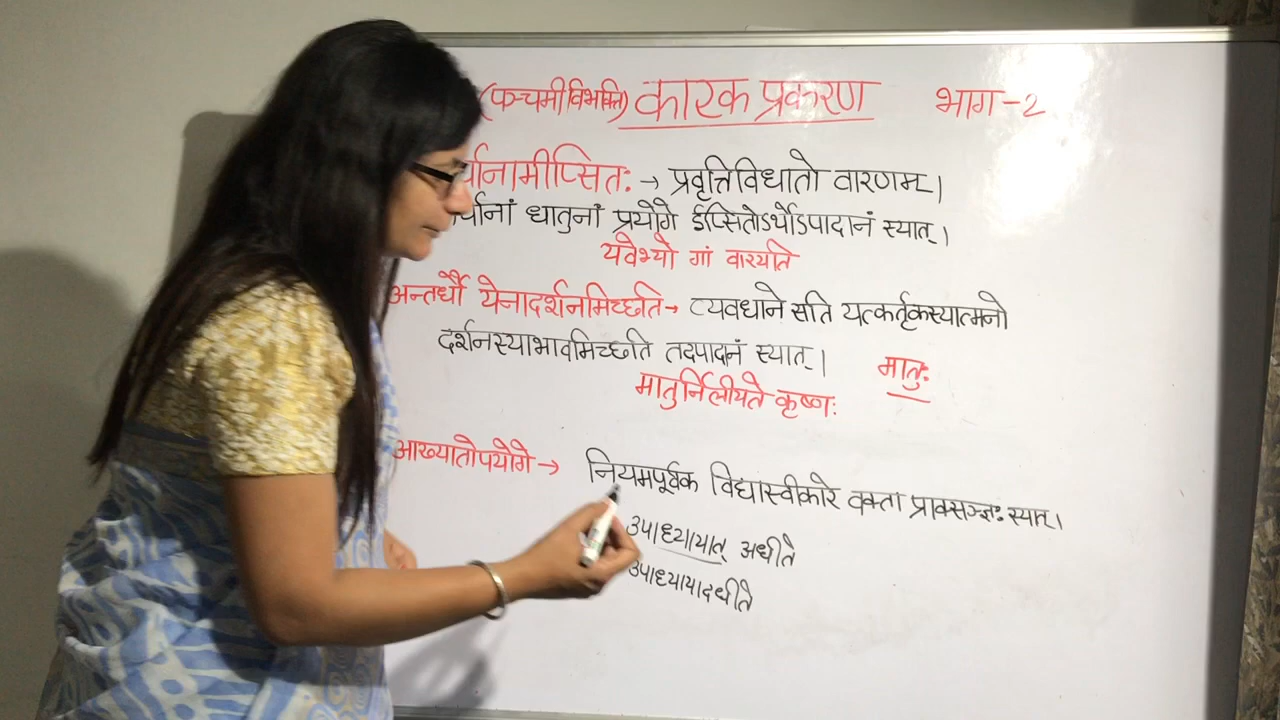 (पञ्चमी विभक्ति) कारक प्रकरण भाग-2
र्थानामीप्सितः → प्रवृत्तिविधातो वारणम्।
र्थानां धातुनां प्रयोगे ईप्सितोऽर्थोऽपादानं स्यात्।
यवेभ्यो गां वारयति
अन्तर्धौ येनादर्शनमिच्छति → व्यवधाने सति यत्कर्तृकस्यात्मनो
दर्शनस्याभावमिच्छति तदपादानं स्यात्।
मातुः
मातुर्निलीयते कृष्णः
आख्यातोपयोगे → नियमपूर्वक विद्यास्वीकारे वक्ता प्राक्सञ्ज्ञः स्यात्।
उपाध्यायात् अधीते
उपाध्यायादधीते